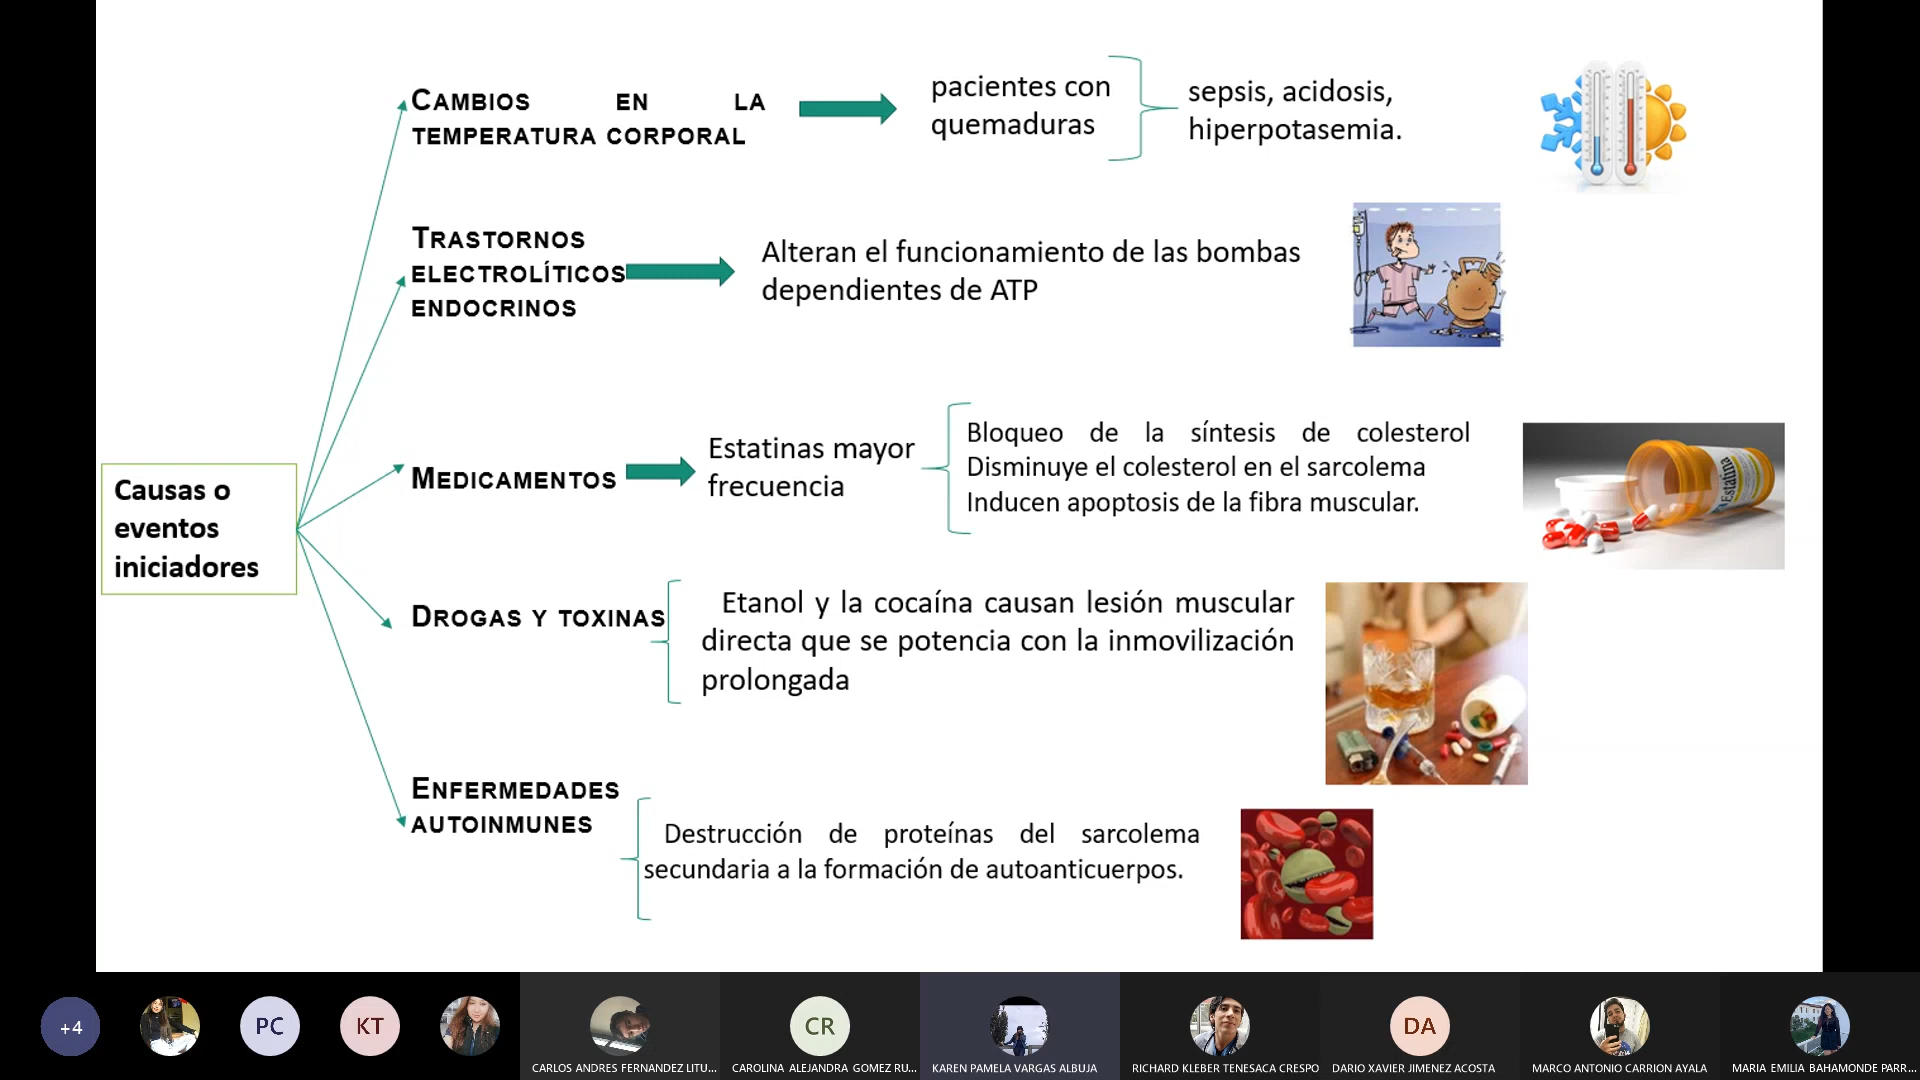 CAMBIOS EN LA
TEMPERATURA CORPORAL
pacientes con
quemaduras
sepsis, acidosis,
hiperpotasemia.
TRASTORNOS
ELECTROLÍTICOS
ENDOCRINOS
Alteran el funcionamiento de las bombas
dependientes de ATP
Causas o
eventos
iniciadores
MEDICAMENTOS
Estatinas mayor
frecuencia
Bloqueo de la síntesis de colesterol
Disminuye el colesterol en el sarcolema
Inducen apoptosis de la fibra muscular.
Estatina
DROGAS Y TOXINAS
Etanol y la cocaína causan lesión muscular
directa que se potencia con la inmovilización
prolongada
ENFERMEDADES
AUTOINMUNES
Destrucción de proteínas del sarcolema
secundaria a la formación de autoanticuerpos.
+4
PC
KT
CR
DA
CARLOS ANDRES FERNANDEZ LITU...
CAROLINA ALEJANDRA GOMEZ RU...
KAREN PAMELA VARGAS ALBUJA
RICHARD KLEBER TENESACA CRESPO
DARIO XAVIER JIMENEZ ACOSTA
MARCO ANTONIO CARRION AYALA
MARIA EMILIA BAHAMONDE PARR...